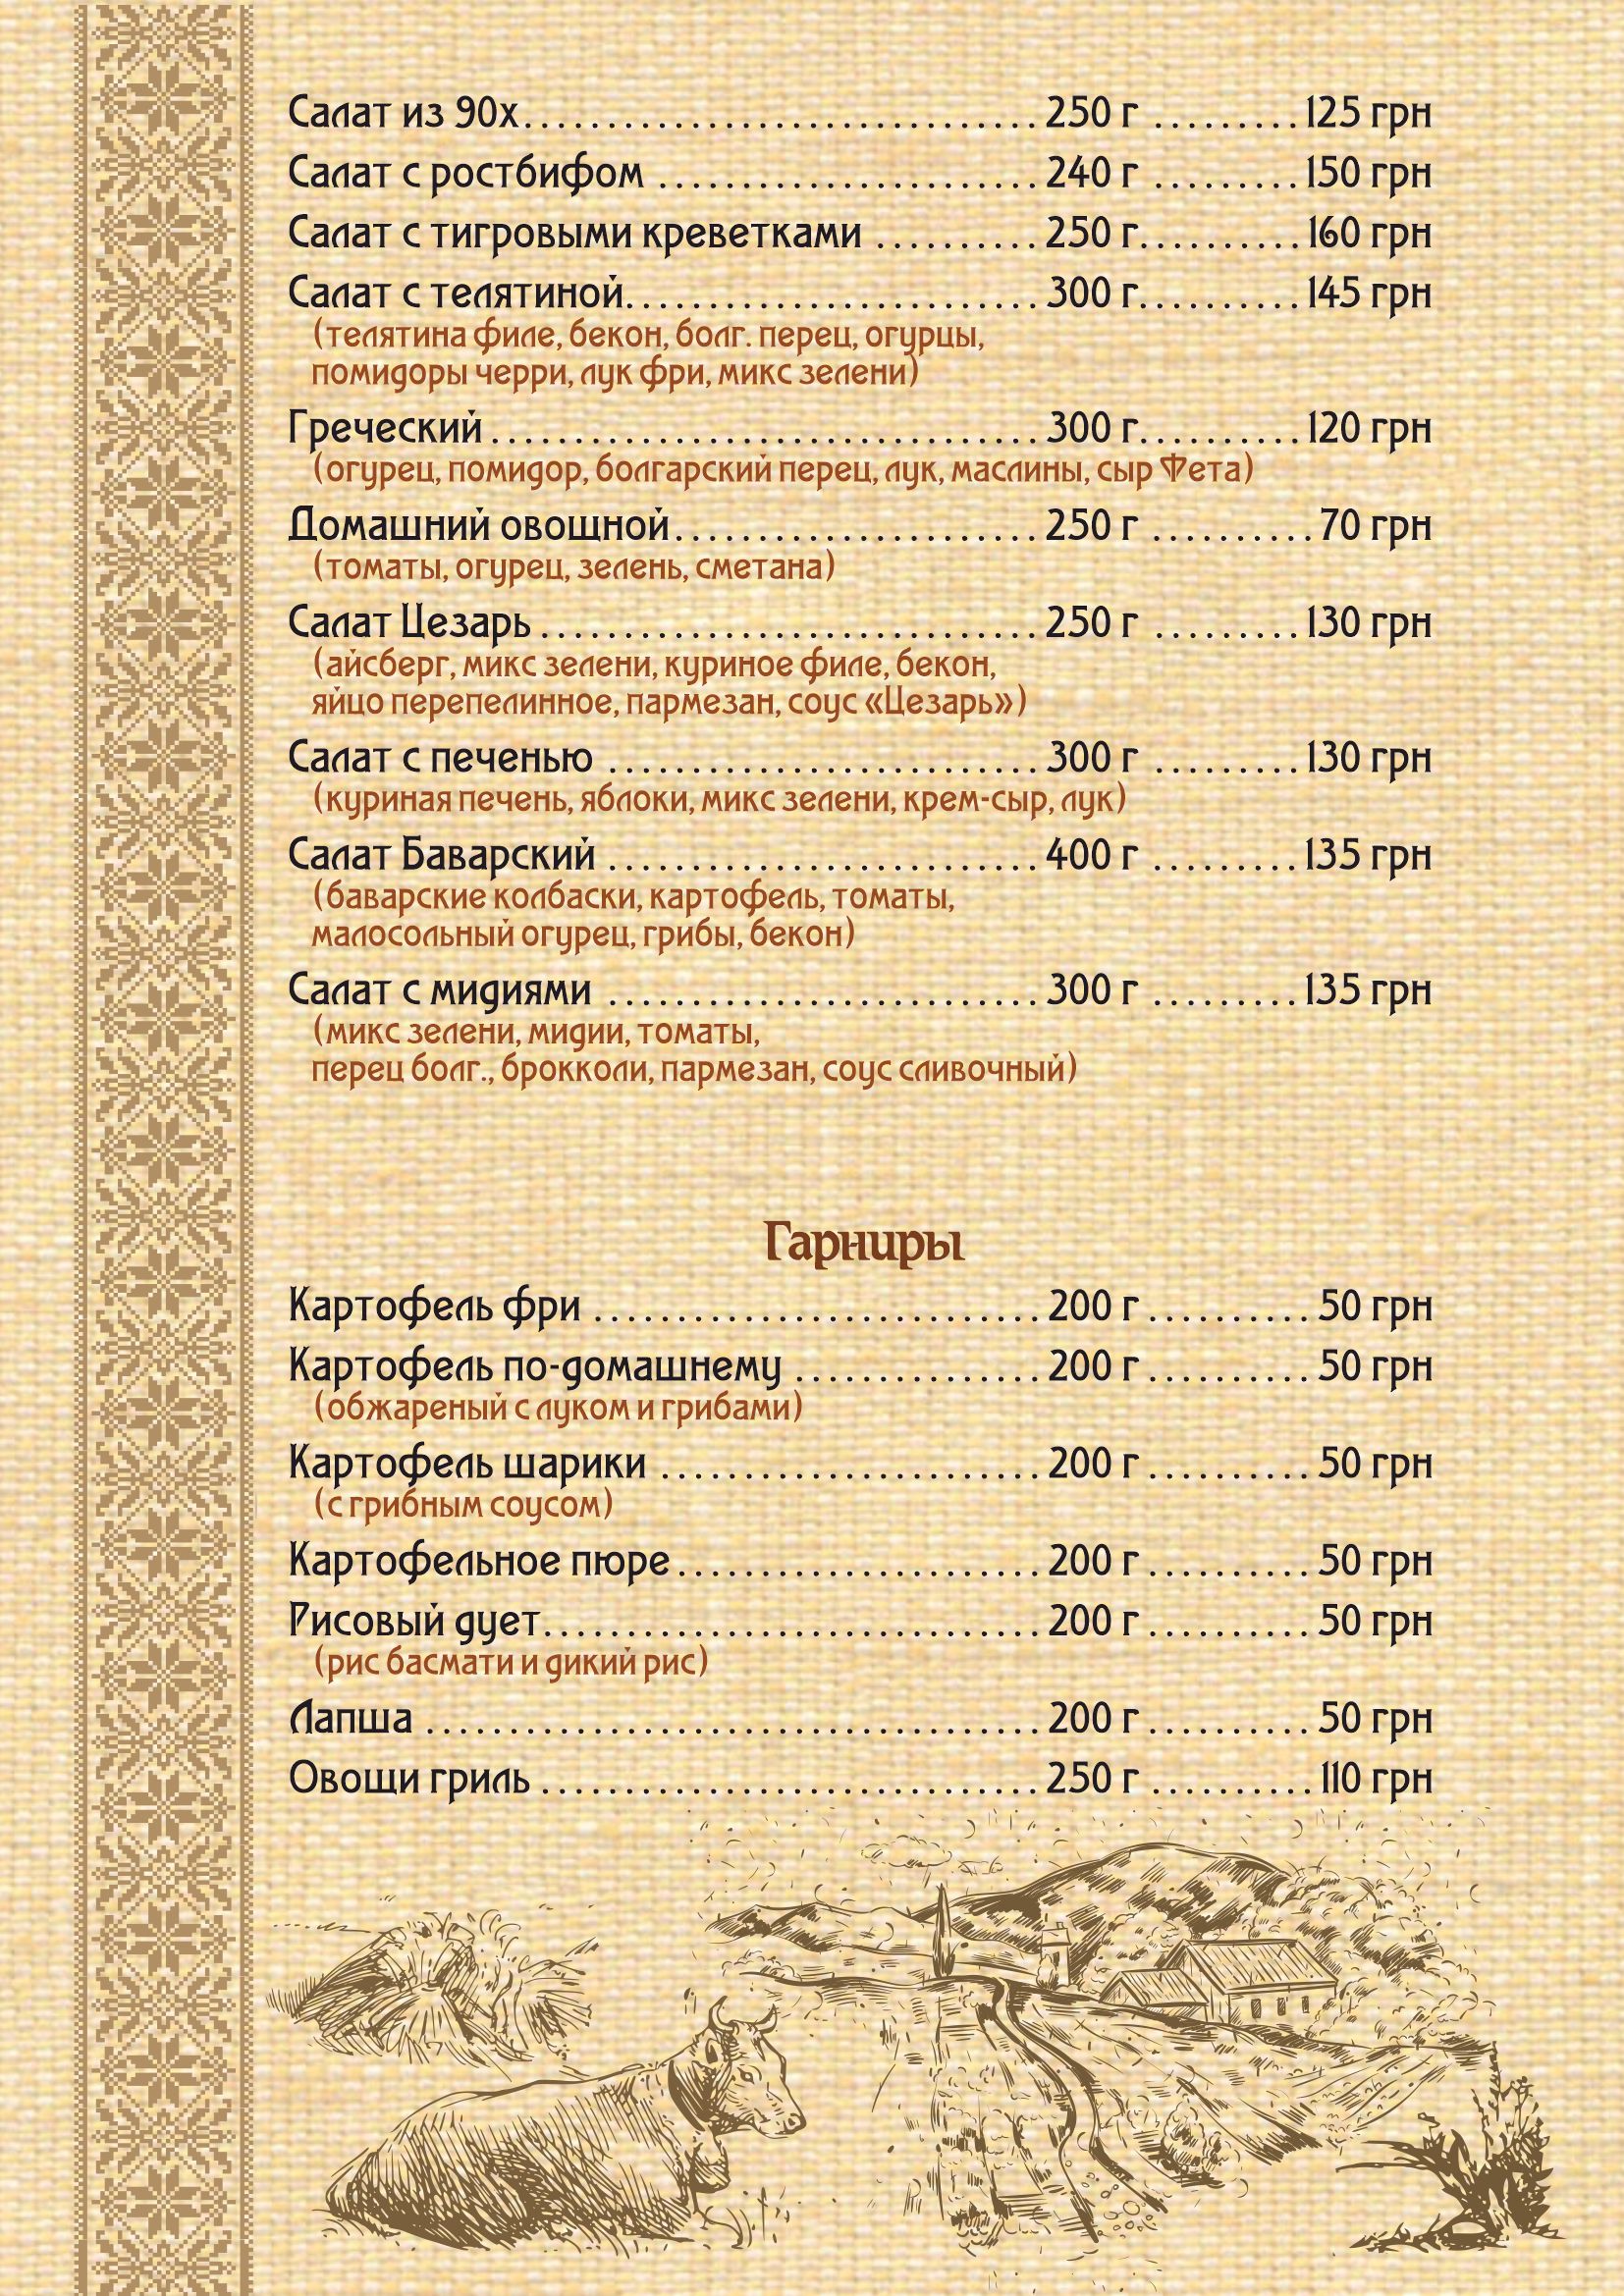 Салат из 90х.............................250 г .........125 грн
Салат с ростбифом .......................240 г .........150 грн
Салат с тигровыми креветками ..........250 г..........160 грн
Салат с телятиной.........................300 г..........145 грн
(телятина филе, бекон, болг. перец, огурцы,
помидоры черри, лук фри, микс зелени)
Греческий.................................300 г..........120 грн
(огурец, помидор, болгарский перец, лук, маслины, сыр Фета)
Домашний овощной......................250 г ..........70 грн
(томаты, огурец, зелень, сметана)
Салат Цезарь ..............................250 г .........130 грн
(айсберг, микс зелени, куриное филе, бекон,
яйцо перепелинное, пармезан, соус «Цезарь»)
Салат с печенью ..........................300 г .........130 грн
(куриная печень, яблоки, микс зелени, крем-сыр, лук)
Салат Баварский ..........................400 г .........135 грн
(баварские колбаски, картофель, томаты,
малосольный огурец, грибы, бекон)
Салат с мидиями ..........................300 г .........135 грн
(микс зелени, мидии, томаты,
перец болг., брокколи, пармезан, соус сливочный)
Гарниры
Картофель фри ...........................200 г ..........50 грн
Картофель по-домашнему ...............200 г ..........50 грн
(обжареный с луком и грибами)
Картофель шарики .......................200 г ..........50 грн
(с грибным соусом)
Картофельное пюре......................200 г ..........50 грн
Рисовый дует..............................200 г ..........50 грн
(рис басмати и дикий рис)
Лапша .....................................200 г ..........50 грн
Овощи гриль ..............................250 г ..........110 грн